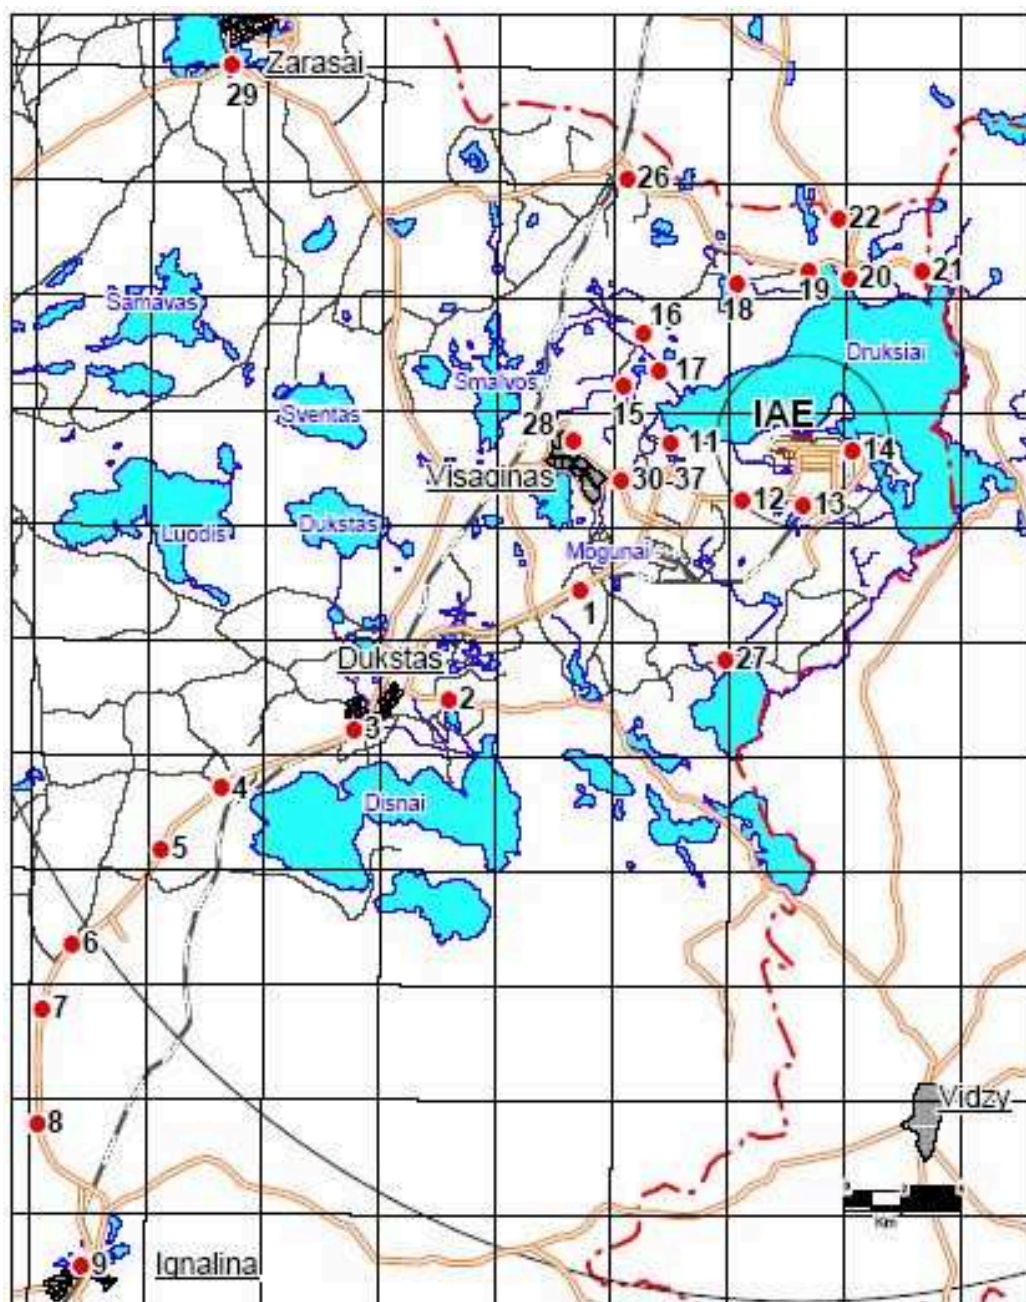 Zarasai
29
26
22
21
20
19
18
Samavas
16
Druksiai
17
Smalvos
15
Sventas
IAE
28
11
14
Visaginas
30-37
12
13
Dukstas
Luodis
Mogunai
1
27
Dukstas
2
3
4
Disnai
5
6
7
Vidzy
8
Km
Ignalina
9